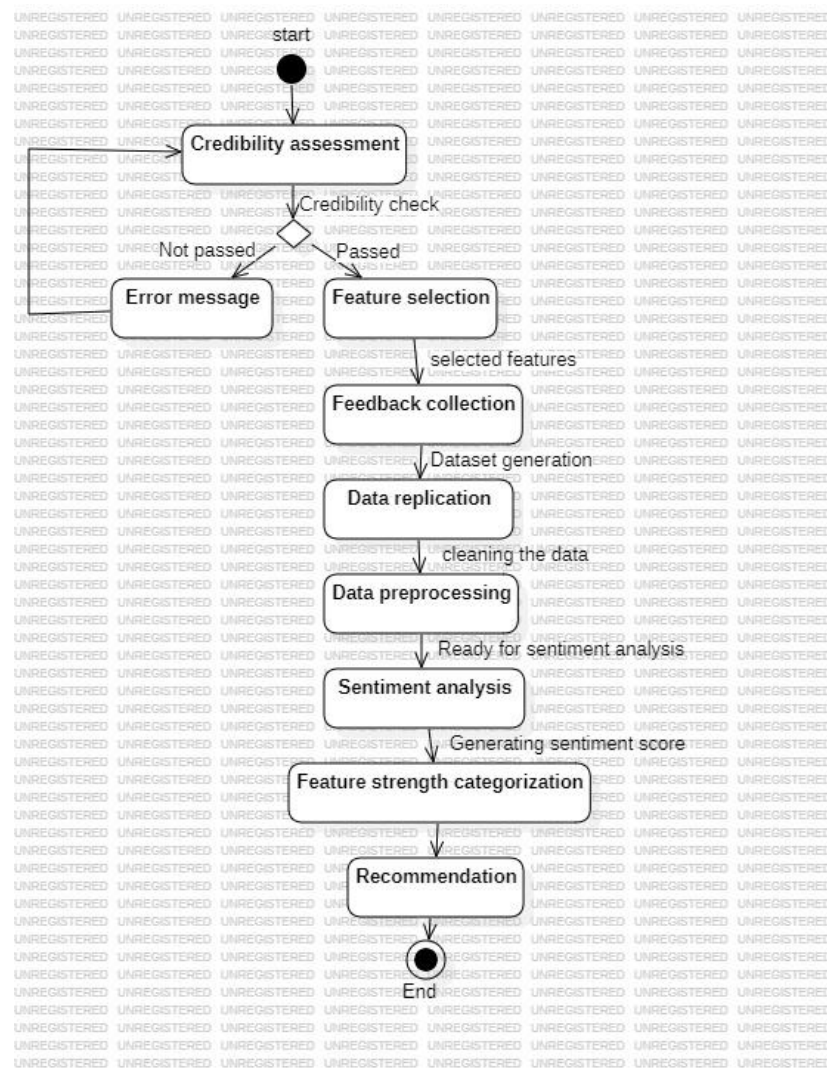 start
Credibility assessment
Credibility check
Not passed
Passed
Error message
Feature selection
selected features
Feedback collection
Dataset generation
Data replication
cleaning the data
Data preprocessing
Ready for sentiment analysis
Sentiment analysis
Generating sentiment score
Feature strength categorization
Recommendation
End
UNREGISTERED